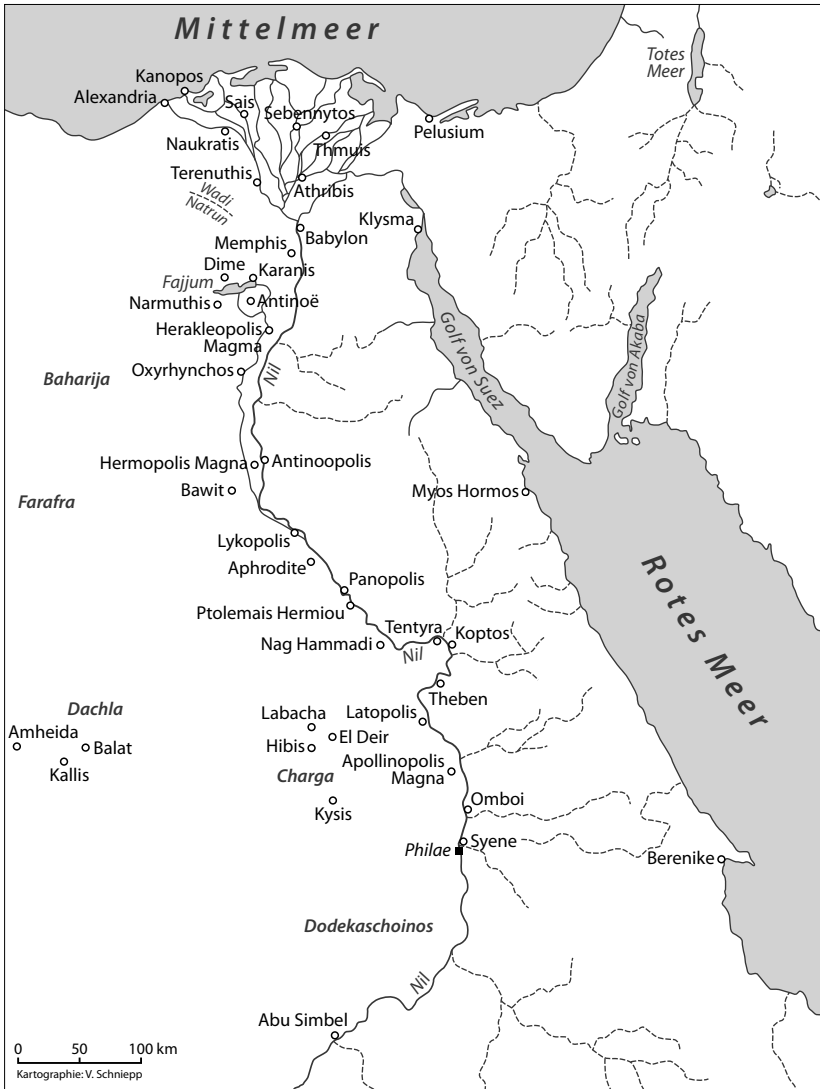 Mittelmeer
Totes
Meer
Kanopos
Alexandria
Sais
Sebennytos
Pelusium
Naukratis
Thmuis
Terenuthis
Athribis
Wadi
Natrun
Klysma
Babylon
Memphis
Dime
Karanis
Fajjum
Narmuthis
Antinoë
Herakleopolis
Magma
Golf von Suez
Golf von Akaba
Nil
Oxyrhynchos
Baharija
Hermopolis Magna
Antinoopolis
Bawit
Myos Hormos
Farafra
Lykopolis
Aphrodite
Panopolis
Ptolemais Hermiou
Rotes Meer
Tentyra
Koptos
Nag Hammadi
Nil
Theben
Dachla
Labacha
Latopolis
Amheida
Balat
El Deir
Hibis
Kallis
Charga
Apollinopolis
Magna
Kysis
Omboi
Syene
Philae
Berenike
Dodekaschoinos
Nil
Abu Simbel
0 50 100 km
Kartographie: V. Schniepp